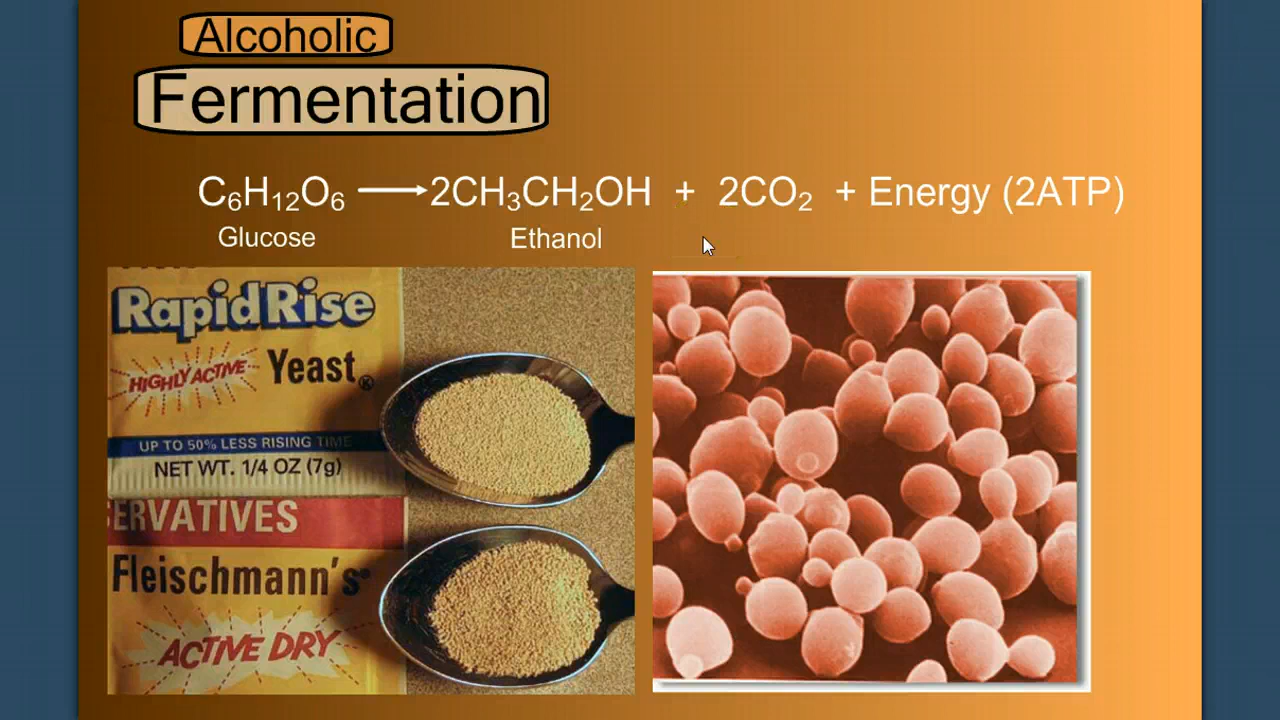 Alcoholic
Fermentation
C₆H₁₂O₆ ⟶ 2CH₃CH₂OH + 2CO₂ + Energy (2ATP)
Glucose Ethanol
RapidRise
HIGHLY ACTIVE Yeast®
UP TO 50% LESS RISING TIME
NET WT. 1/4 OZ (7g)
ERVATIVES
Fleischmann's
ACTIVE DRY